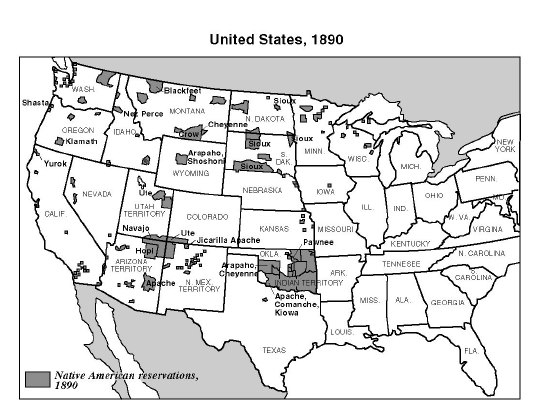 United States, 1890
WASH.
Shasta
OREGON
Klamath
Yurok
Nez Perce
IDAHO
Blackfeet
MONTANA
Crow
Cheyenne
Arapaho,
Shoshoni
WYOMING
Sioux
N. DAKOTA
Sioux
Sioux
S.
DAK.
Sioux
MINN.
WISC.
MICH.
NEW
YORK
PENN.
MD.
NEVADA
CALIF.
Ute
UTAH
TERRITORY
COLORADO
NEBRASKA
IOWA
ILL.
IND.
OHIO
W. VA.
VIRGINIA
KANSAS
MISSOURI
KENTUCKY
Navajo
Ute
Jicarilla Apache
Hopi
ARIZONA
TERRITORY
Apache
N. MEX.
TERRITORY
Pawnee
OKLA.
Arapaho,
Cheyenne
INDIAN TERRITORY
Apache,
Comanche,
Kiowa
ARK.
TENNESSEE
N. CAROLINA
S.
CAROLINA
MISS.
ALA.
GEORGIA
TEXAS
LOUIS.
FLA.
Native American reservations,
1890